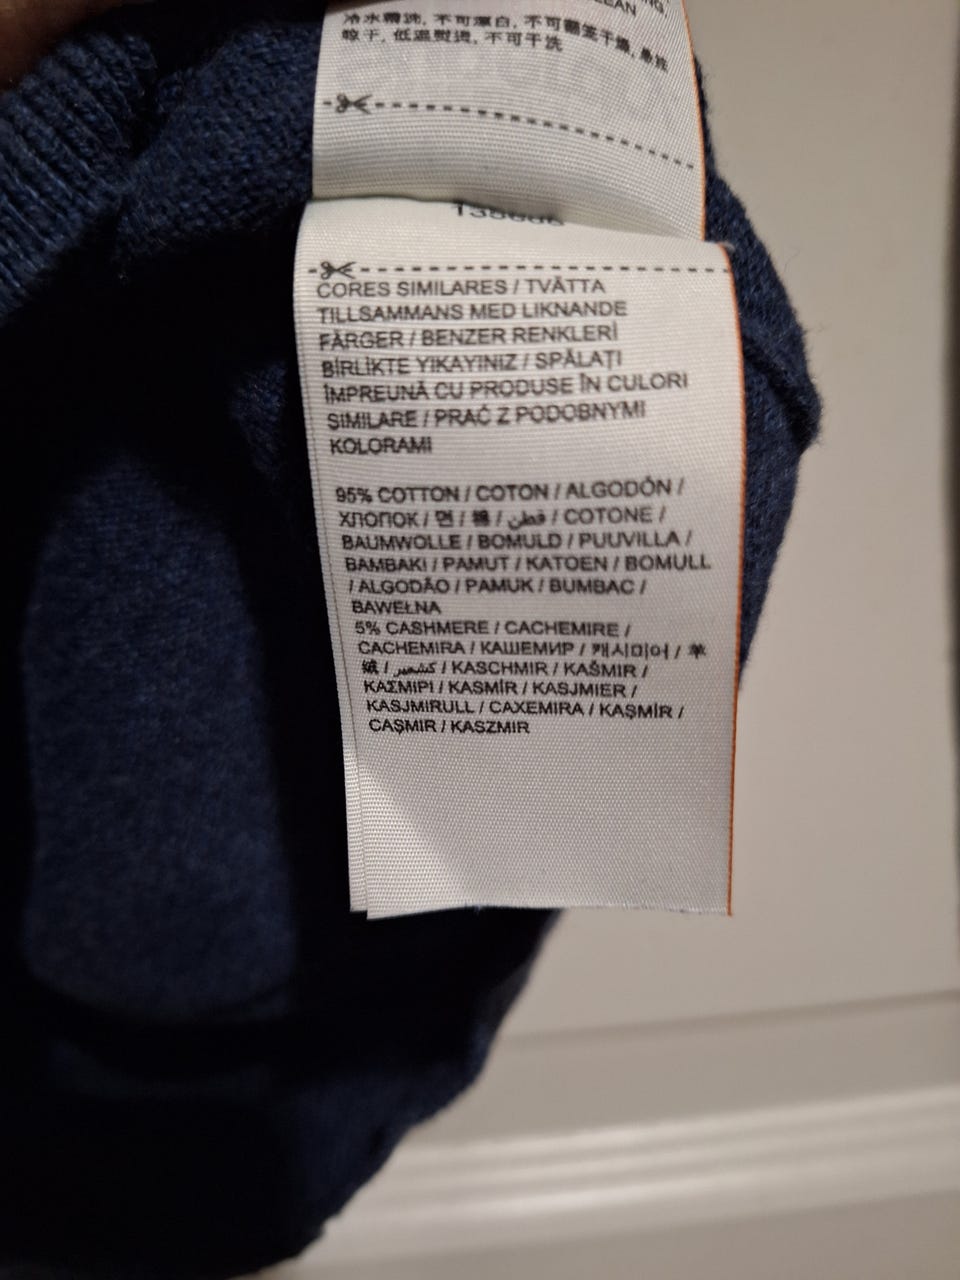 LEAN
冷水精洗, 不可漂白, 不可翻笼干燥, 悬挂
晾干, 低温熨烫, 不可干洗
CORES SIMILARES / TVÄTTA
TILLSAMMANS MED LIKNANDE
FÄRGER / BENZER RENKLERİ
BİRLİKTE YIKAYINIZ / SPĂLAȚI
ÎMPREUNĂ CU PRODUSE ÎN CULORI
SIMILARE / PRAĆ Z PODOBNYMI
KOLORAMI
95% COTTON / COTON / ALGODÓN /
ХЛОПОК / 면 / 棉 / قطن / COTONE /
BAUMWOLLE / BOMULD / PUUVILLA /
BAMBAKI / PAMUT / KATOEN / BOMULL
/ ALGODÃO / PAMUK / BUMBAC /
BAWEŁNA
5% CASHMERE / CACHEMIRE /
CACHEMIRA / КАШЕМИР / 캐시미어 / 羊
绒 / كشمير / KASCHMIR / KAŠMIR /
ΚΑΣΜΙΡΙ / KASMÍR / KASJMIER /
KASJMIRULL / CAXEMIRA / KAŞMİR /
CAŞMIR / KASZMIR